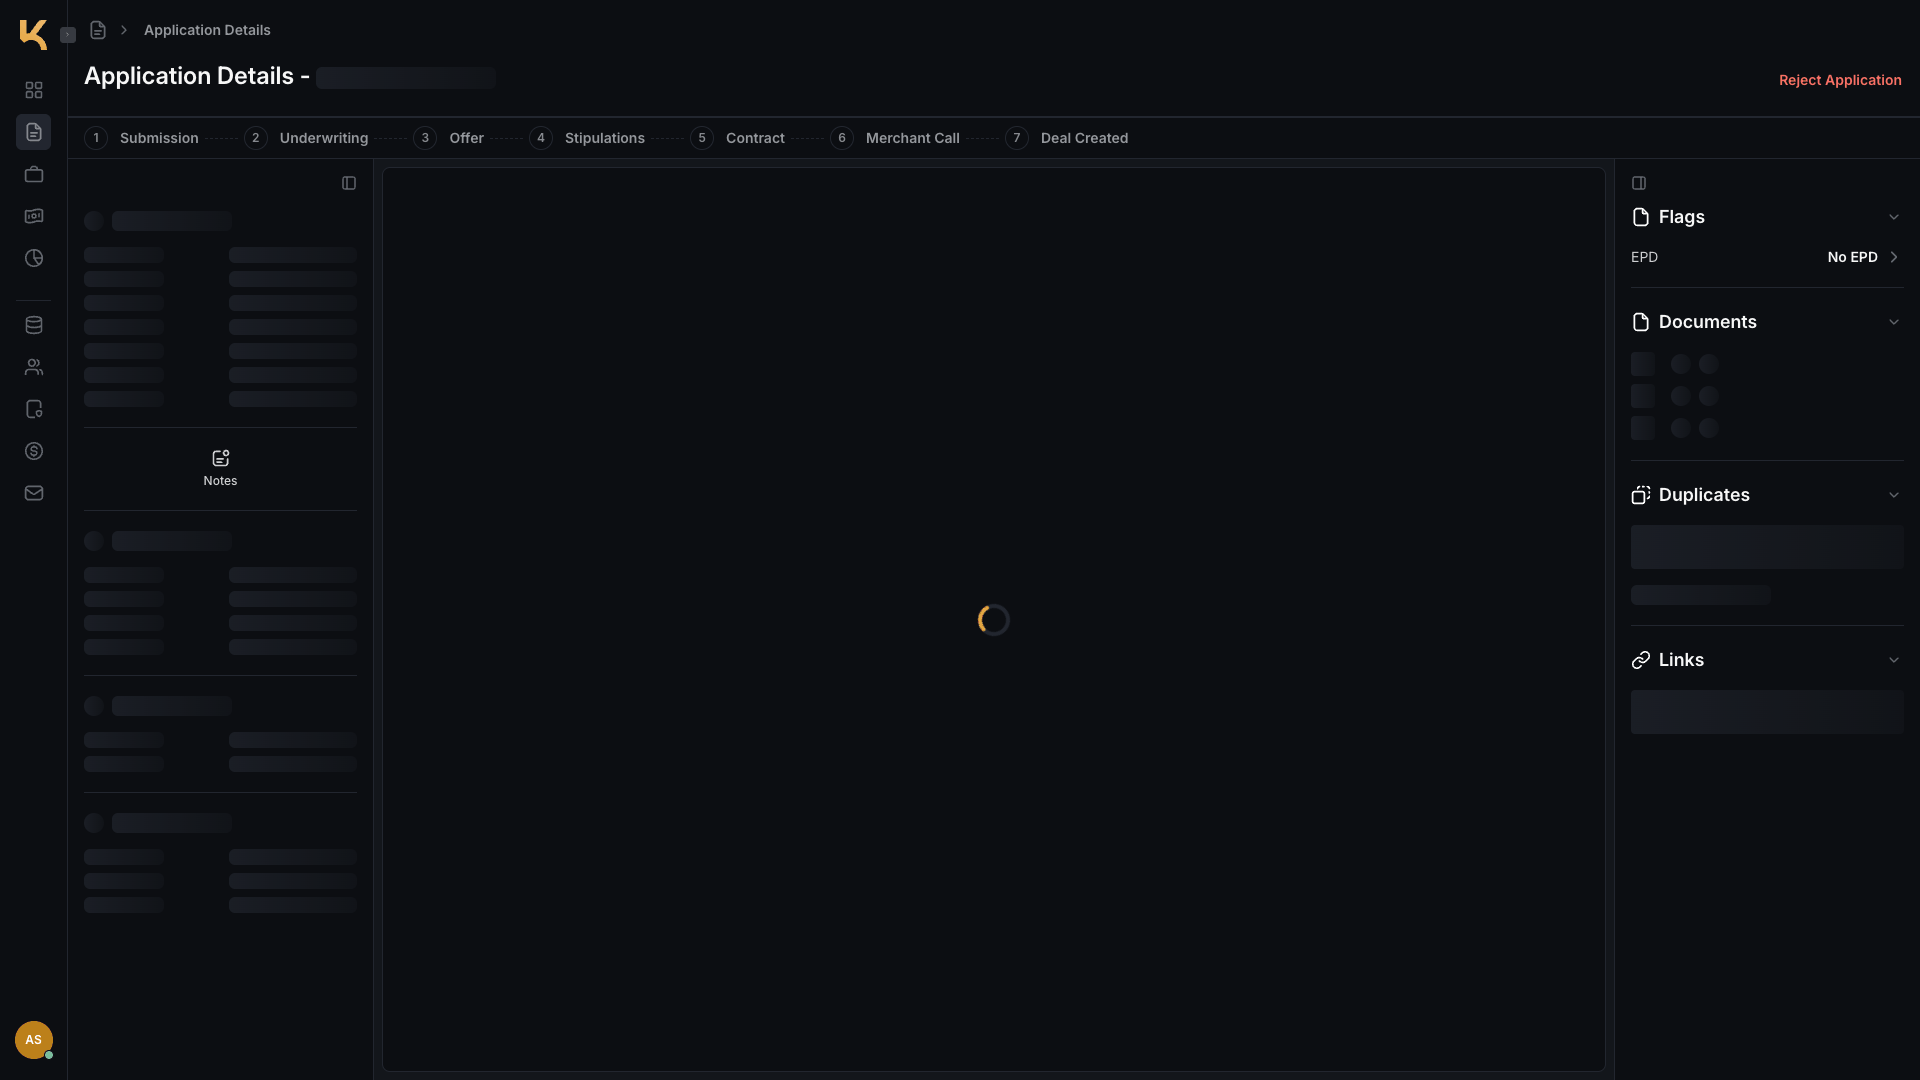 Application Details
Application Details -
Reject Application
1 Submission 2 Underwriting 3 Offer 4 Stipulations 5 Contract 6 Merchant Call 7 Deal Created
Notes
Flags
EPD No EPD
Documents
Duplicates
Links
AS